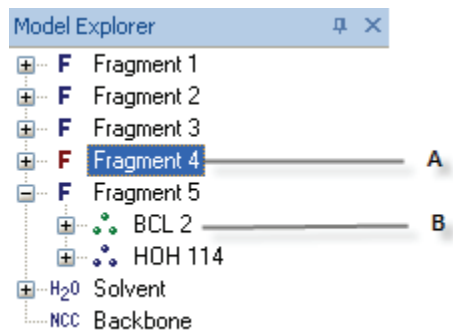 Model Explorer
F Fragment 1
F Fragment 2
F Fragment 3
F Fragment 4 A
F Fragment 5
BCL 2 B
HOH 114
H2O Solvent
NCC Backbone